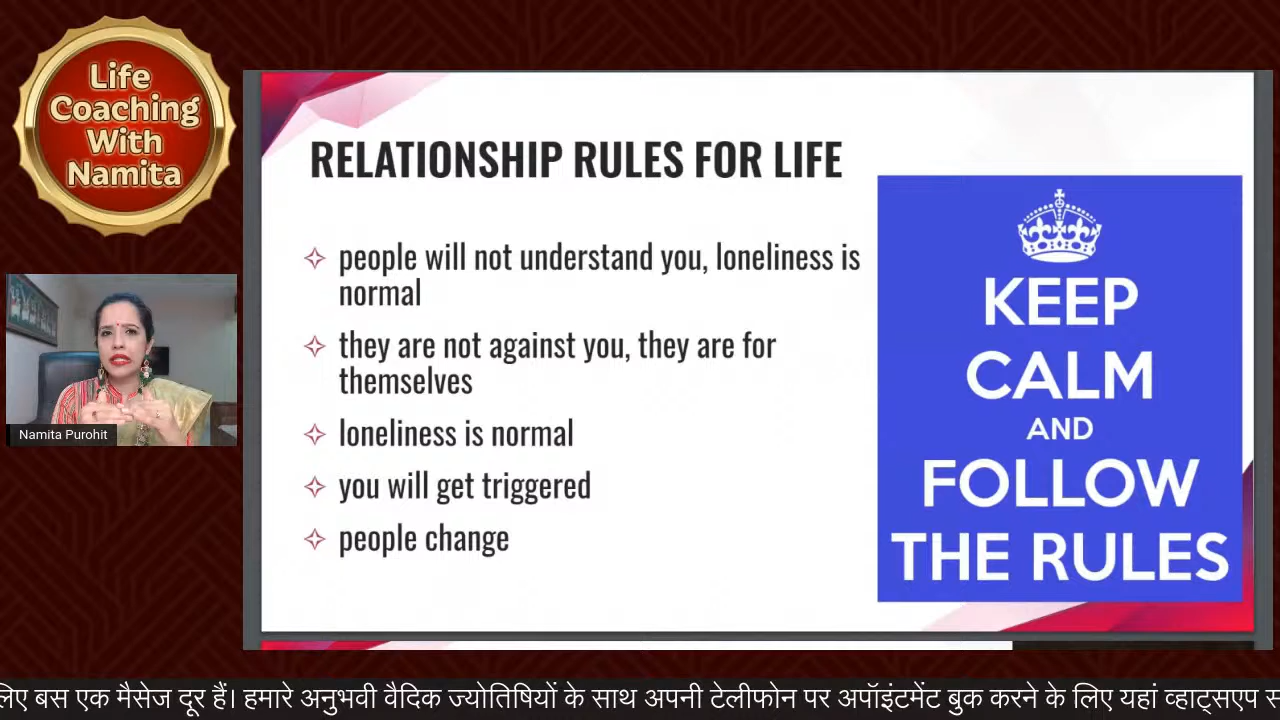 Life
Coaching
With
Namita
RELATIONSHIP RULES FOR LIFE
people will not understand you, loneliness is
normal
they are not against you, they are for
themselves
loneliness is normal
you will get triggered
people change
KEEP
CALM
AND
FOLLOW
THE RULES
Namita Purohit
बस एक मैसेज दूर हैं। हमारे अनुभवी वैदिक ज्योतिषियों के साथ अपनी टेलीफोन पर अपॉइंटमेंट बुक करने के लिए यहां व्हाट्सएप